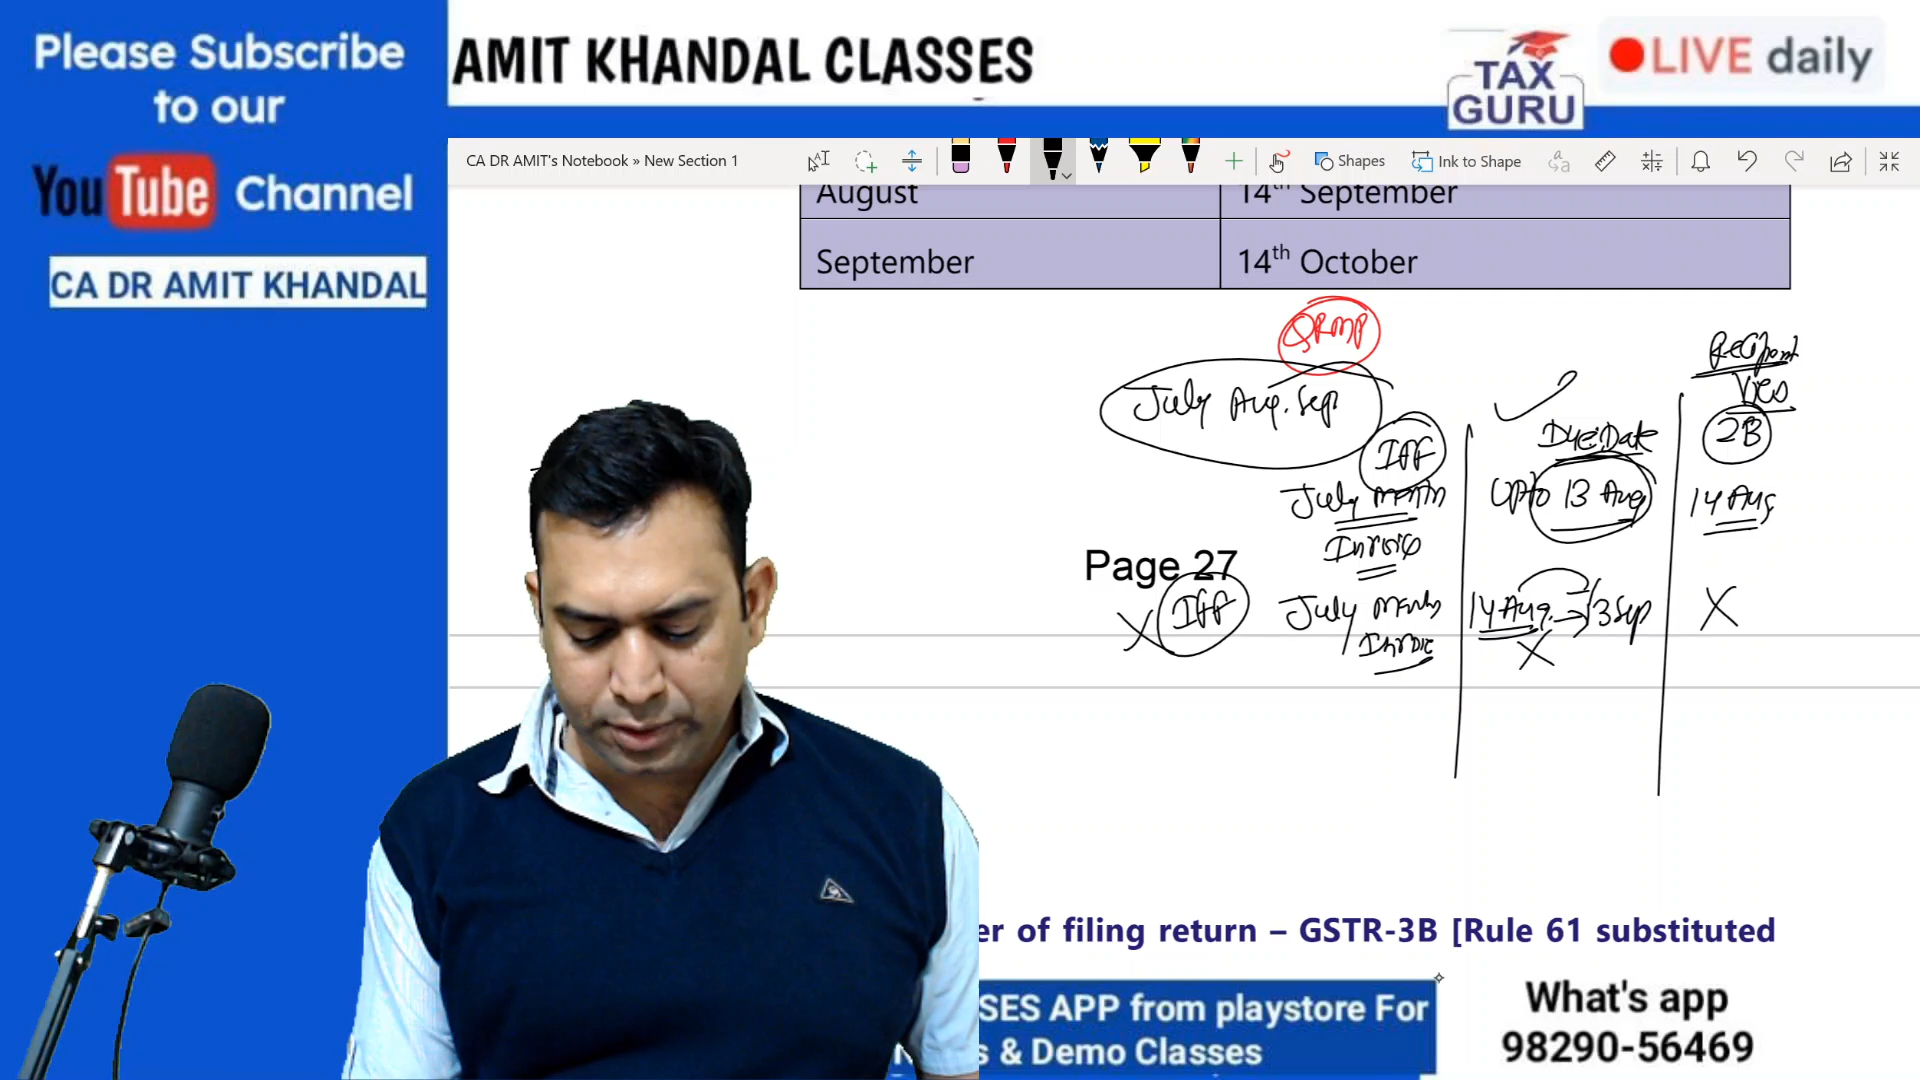 Please Subscribe
to our
YouTube Channel
CA DR AMIT KHANDAL
AMIT KHANDAL CLASSES
TAX
GURU
LIVE daily
CA DR AMIT's Notebook » New Section 1
Shapes
Ink to Shape
August 14th September
September 14th October
QRMP
Recipient
July Aug. Sep
Due Date
2B
IFF
July Month
Upto 13 Aug
14 Aug
Invoice
Page 27
IFF
July Month
14 Aug → 13 Sep
X
X
Invoice
X
er of filing return – GSTR-3B [Rule 61 substituted
SES APP from playstore For
s & Demo Classes
What's app
98290-56469